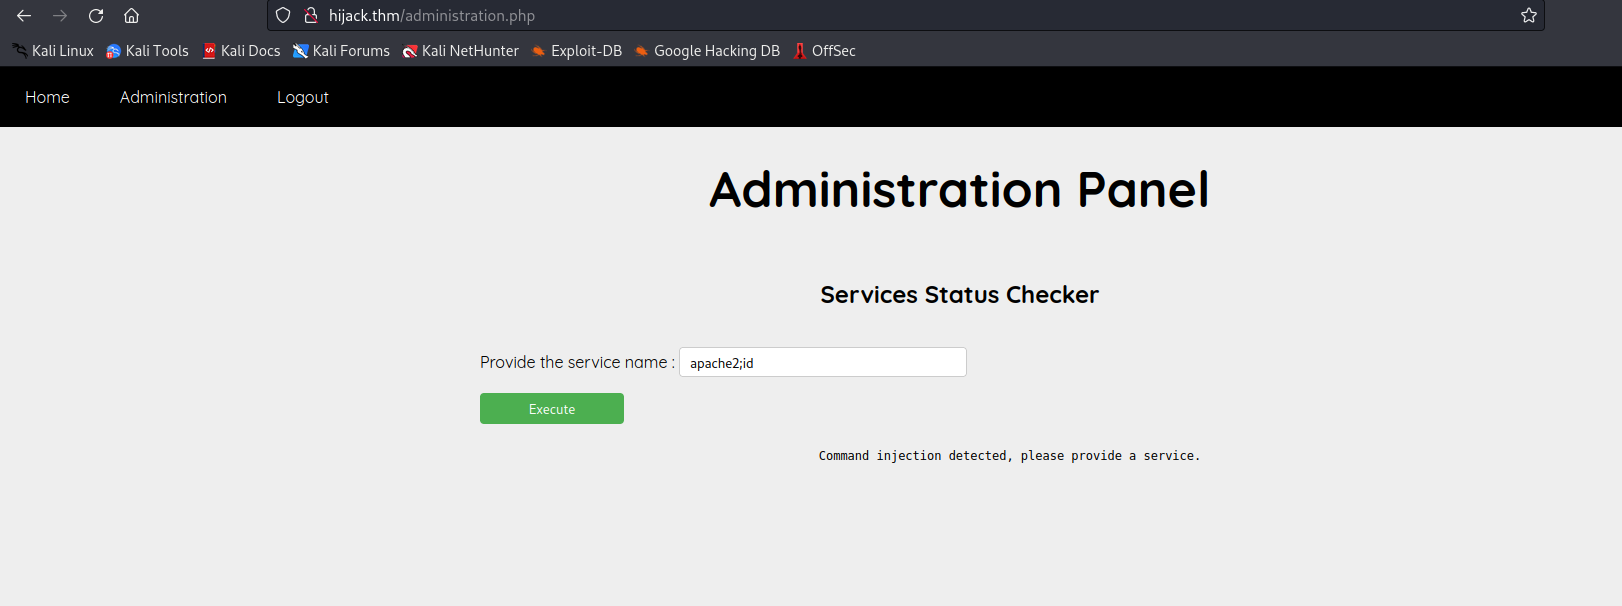 hijack.thm/administration.php
Kali Linux Kali Tools Kali Docs Kali Forums Kali NetHunter Exploit-DB Google Hacking DB OffSec
Home Administration Logout
Administration Panel
Services Status Checker
Provide the service name : apache2;id
Execute
Command injection detected, please provide a service.